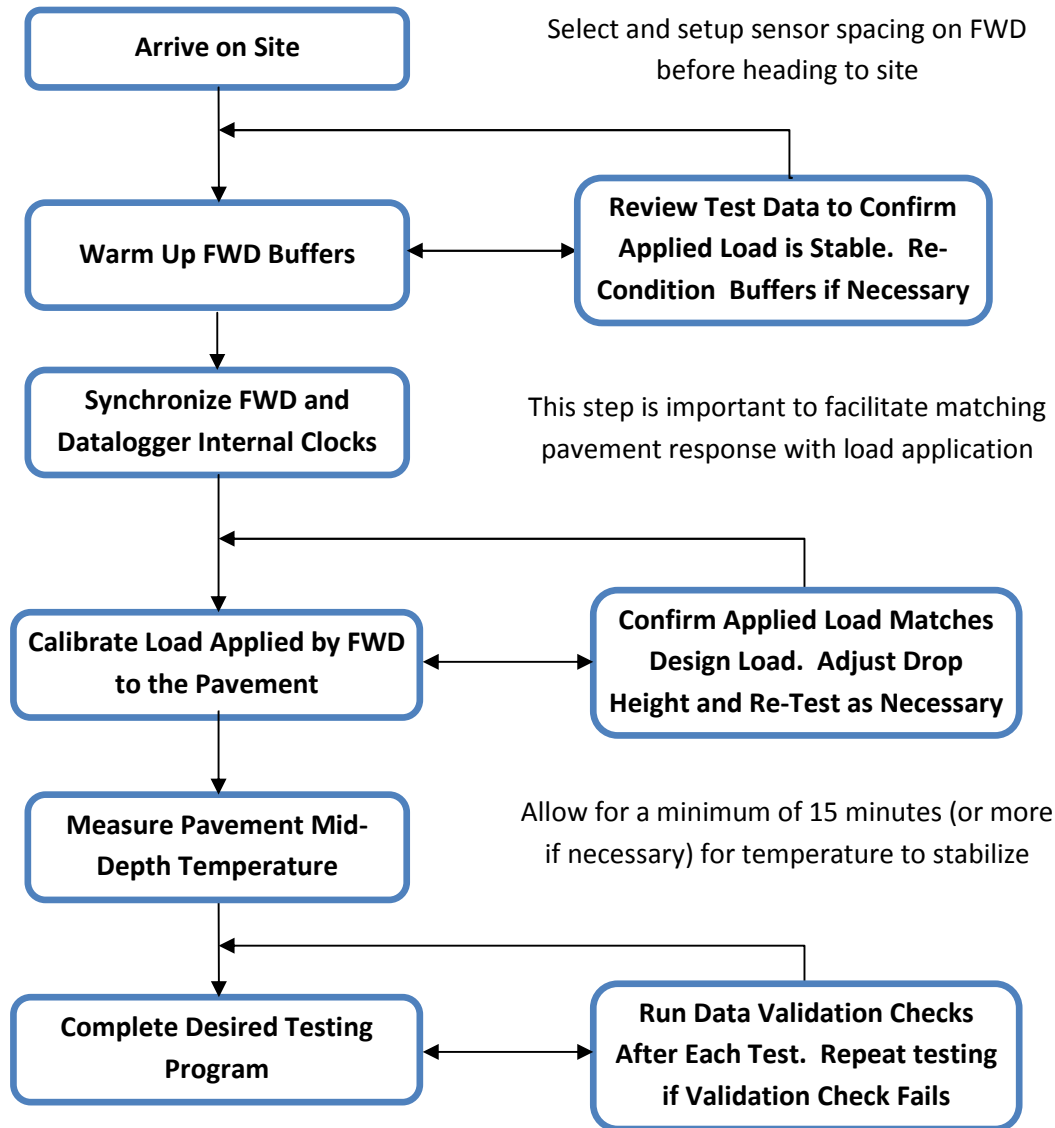 Arrive on Site
Select and setup sensor spacing on FWD
before heading to site
Warm Up FWD Buffers
Review Test Data to Confirm
Applied Load is Stable.  Re-
Condition  Buffers if Necessary
Synchronize FWD and
Datalogger Internal Clocks
This step is important to facilitate matching
pavement response with load application
Calibrate Load Applied by FWD
to the Pavement
Confirm Applied Load Matches
Design Load.  Adjust Drop
Height and Re-Test as Necessary
Measure Pavement Mid-
Depth Temperature
Allow for a minimum of 15 minutes (or more
if necessary) for temperature to stabilize
Complete Desired Testing
Program
Run Data Validation Checks
After Each Test.  Repeat testing
if Validation Check Fails